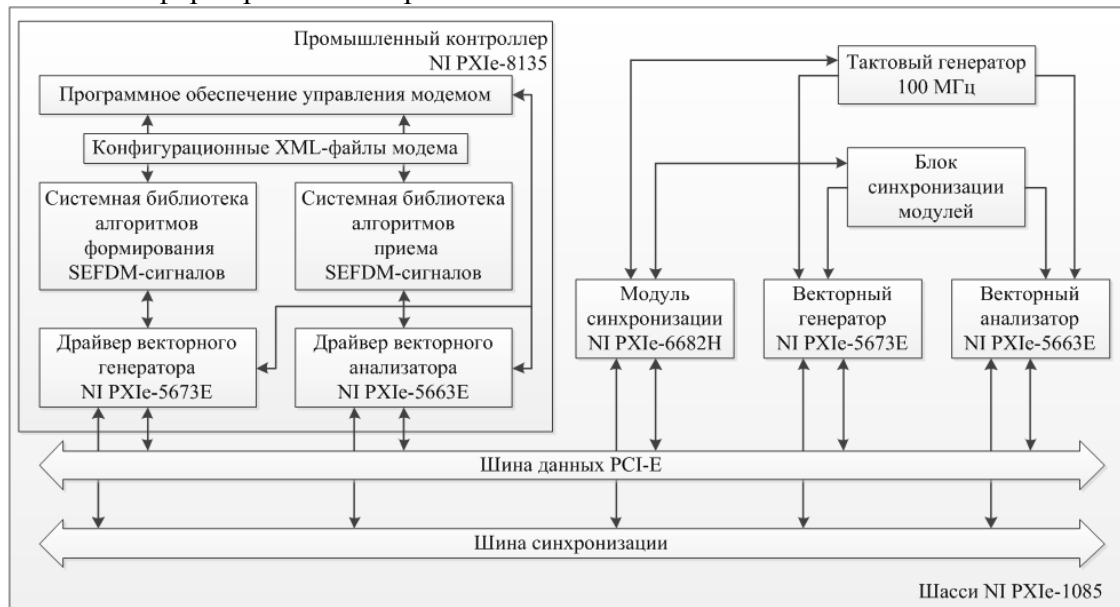 Промышленный контроллер
NI PXIe-8135
Программное обеспечение управления модемом
Конфигурационные XML-файлы модема
Системная библиотека
алгоритмов
формирования
SEFDM-сигналов
Системная библиотека
алгоритмов
приема
SEFDM-сигналов
Драйвер векторного
генератора
NI PXIe-5673E
Драйвер векторного
анализатора
NI PXIe-5663E
Тактовый генератор
100 МГц
Блок
синхронизации
модулей
Модуль
синхронизации
NI PXIe-6682H
Векторный
генератор
NI PXIe-5673E
Векторный
анализатор
NI PXIe-5663E
Шина данных PCI-E
Шина синхронизации
Шасси NI PXIe-1085